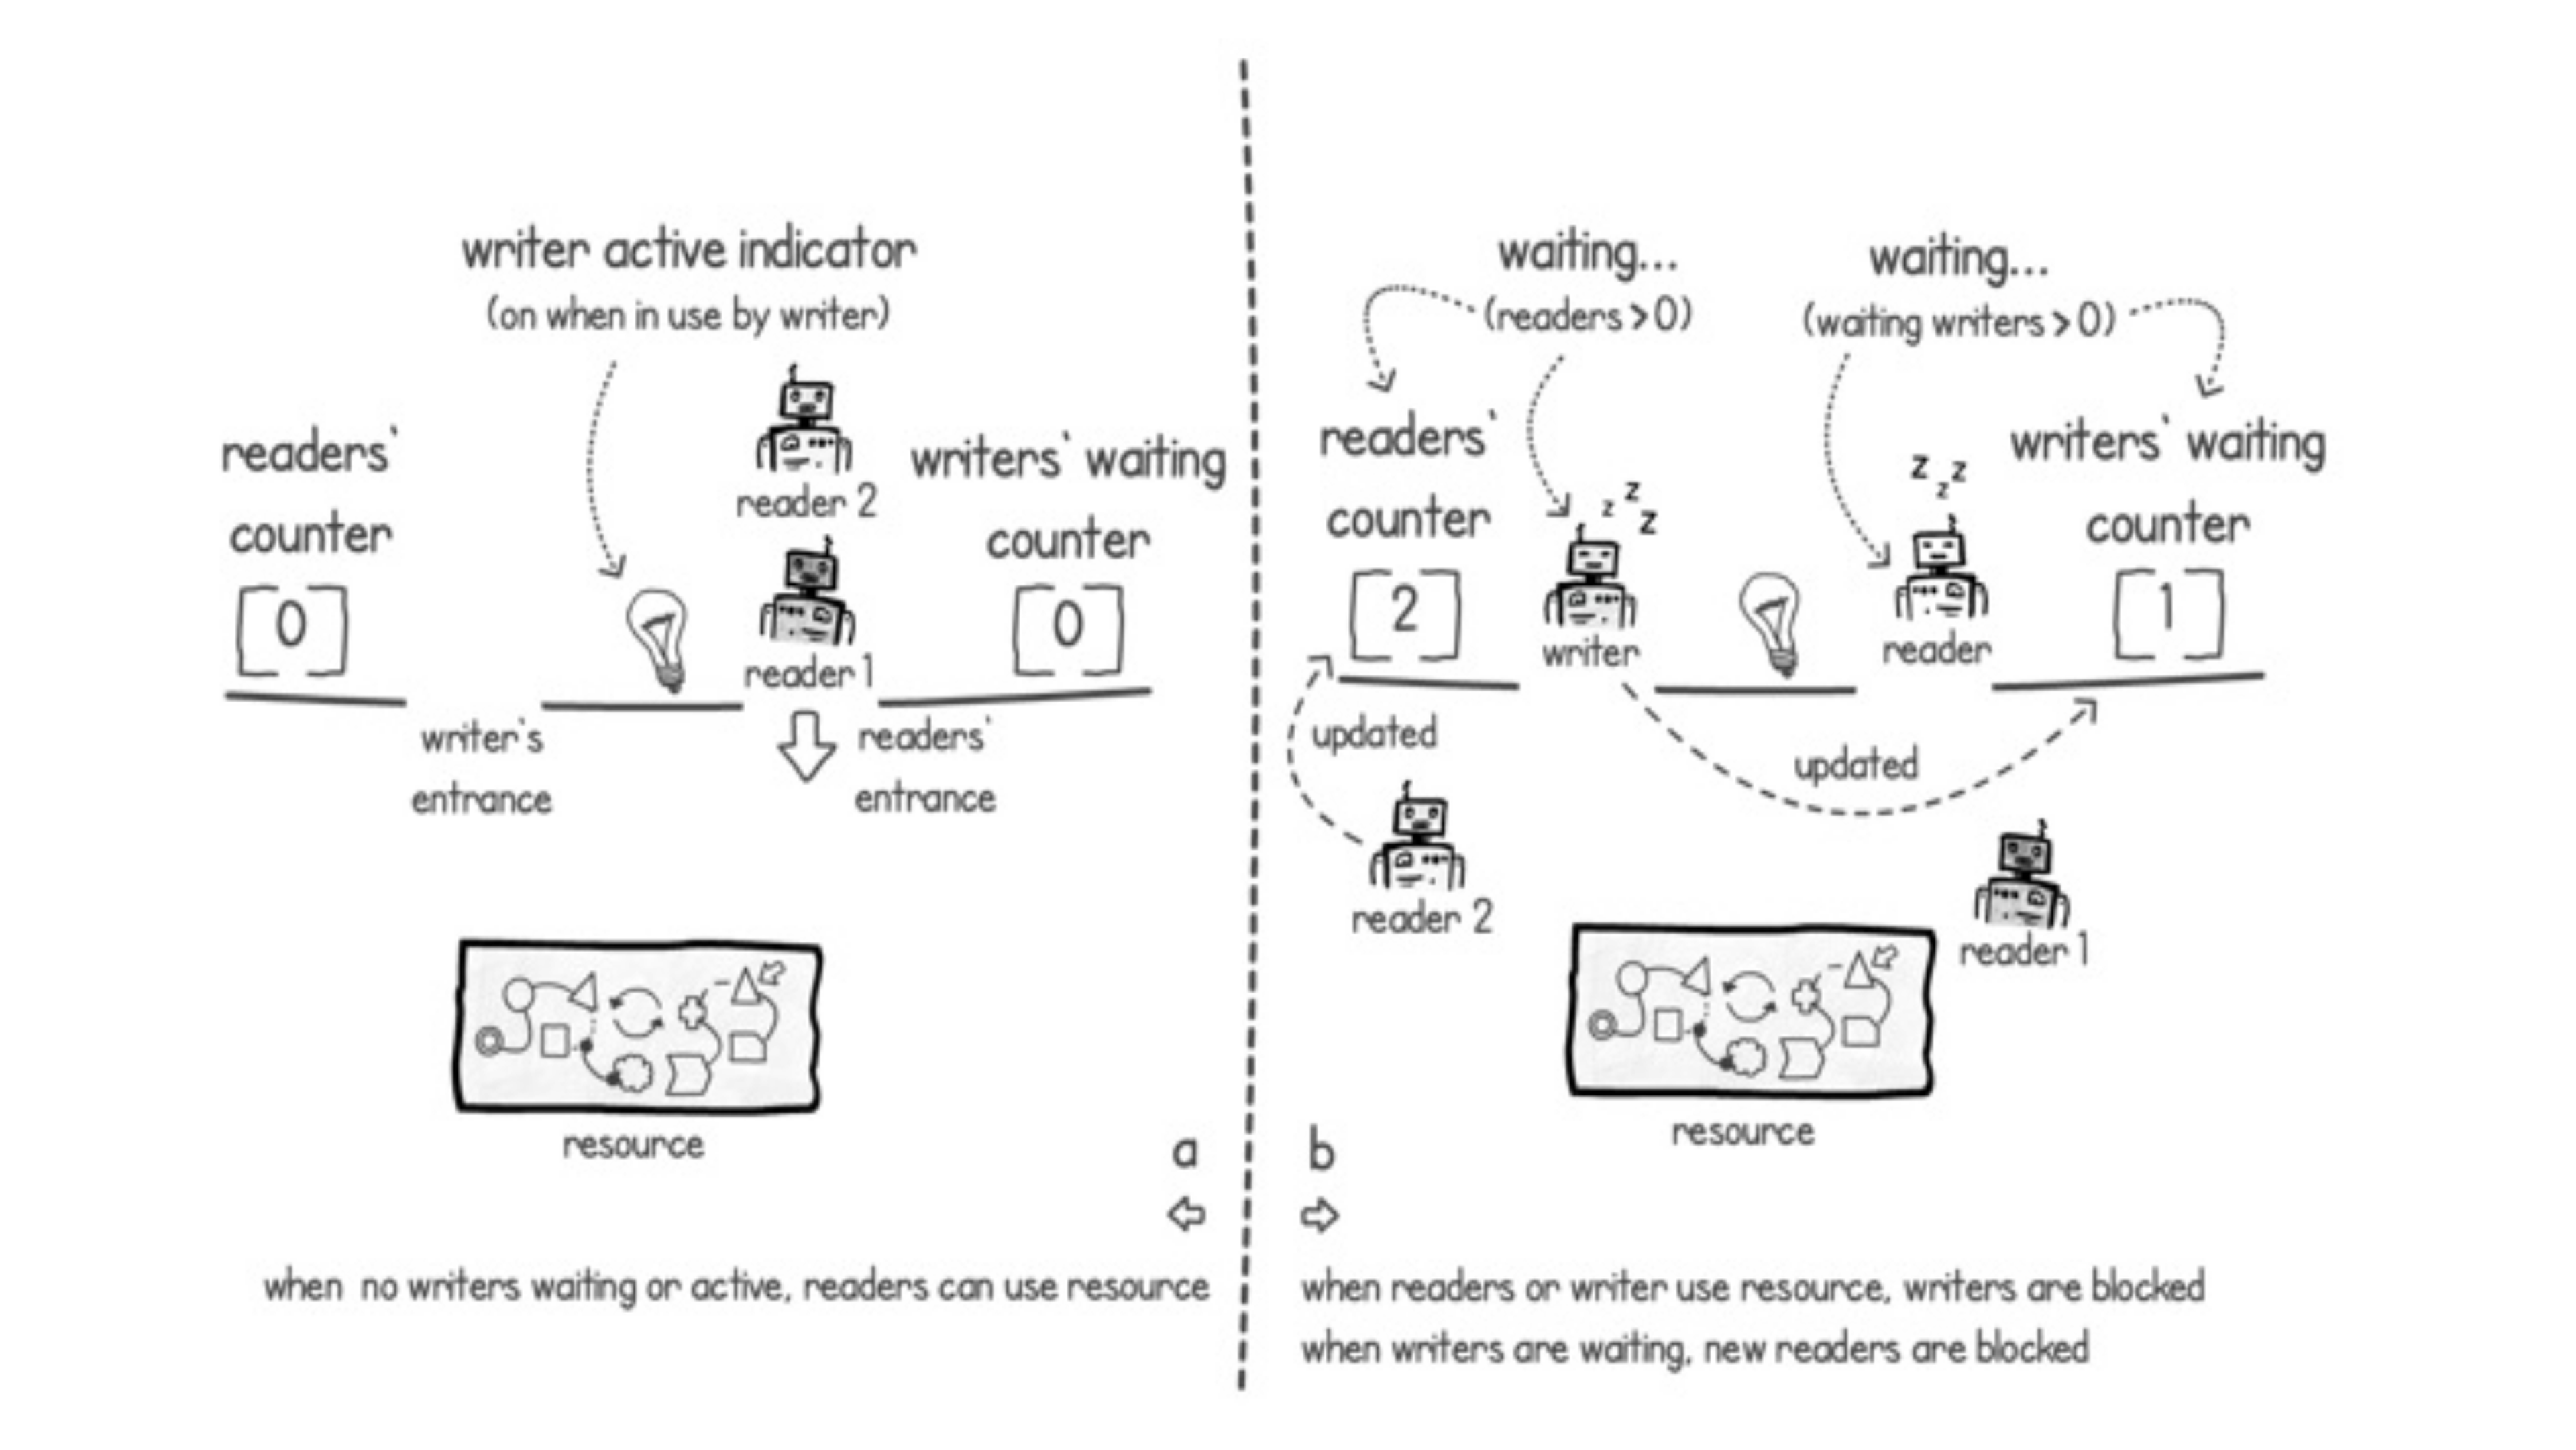 writer active indicator
(on when in use by writer)
readers'
counter
0
reader 2
reader 1
writers' waiting
counter
0
writer's
entrance
readers'
entrance
resource
a
when no writers waiting or active, readers can use resource
waiting...
(readers > 0)
waiting...
(waiting writers > 0)
readers'
counter
2
z z z
writer
z z z
reader
writers' waiting
counter
1
updated
updated
reader 2
reader 1
resource
b
when readers or writer use resource, writers are blocked
when writers are waiting, new readers are blocked